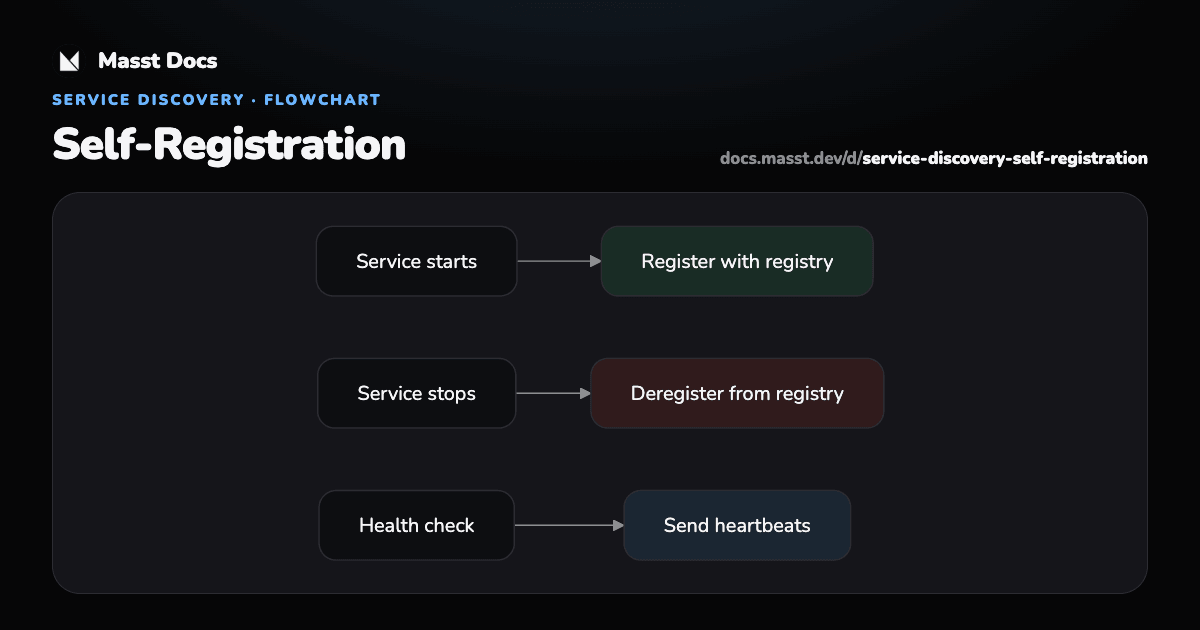 Masst Docs
SERVICE DISCOVERY · FLOWCHART
Self-Registration
docs.masst.dev/d/service-discovery-self-registration
Service starts
Register with registry
Service stops
Deregister from registry
Health check
Send heartbeats